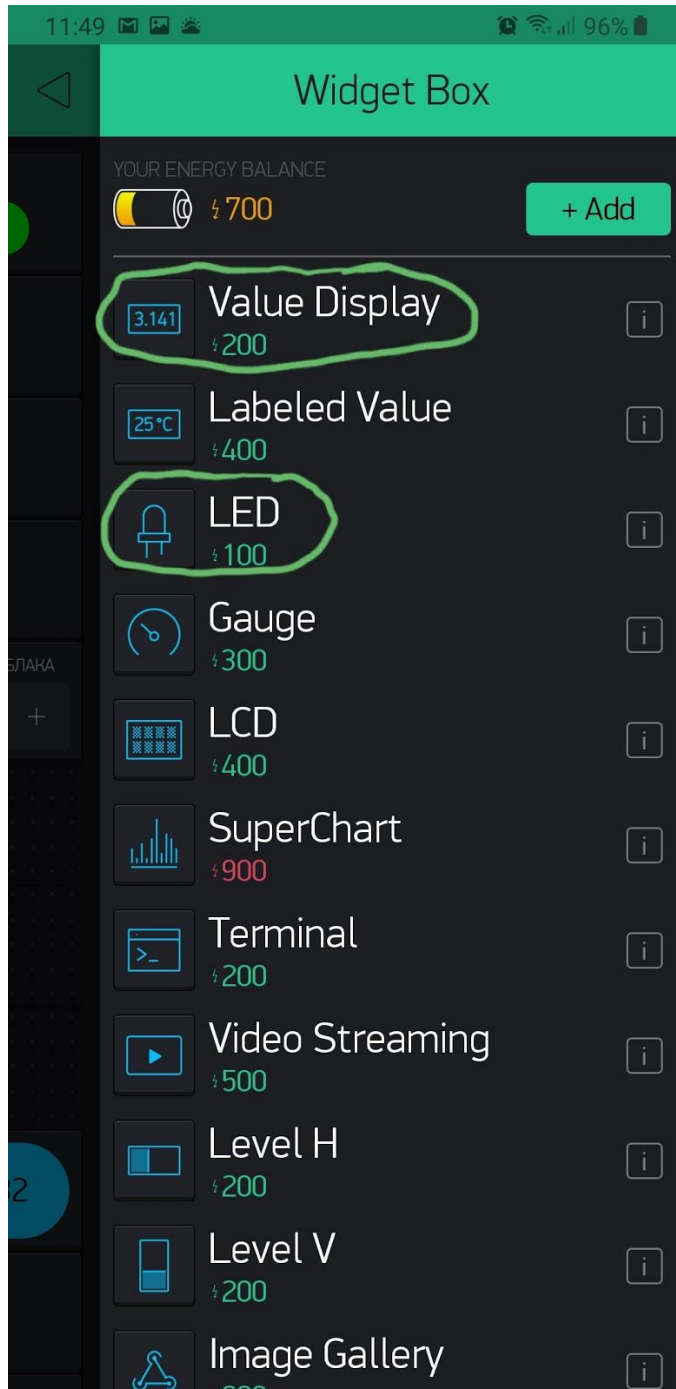 11:49 96%
Widget Box
YOUR ENERGY BALANCE
700
+ Add
3.141
Value Display
200
25°C
Labeled Value
400
LED
100
Gauge
300
LCD
400
SuperChart
900
Terminal
200
Video Streaming
500
Level H
200
Level V
200
Image Gallery
БЛАКА
+
32